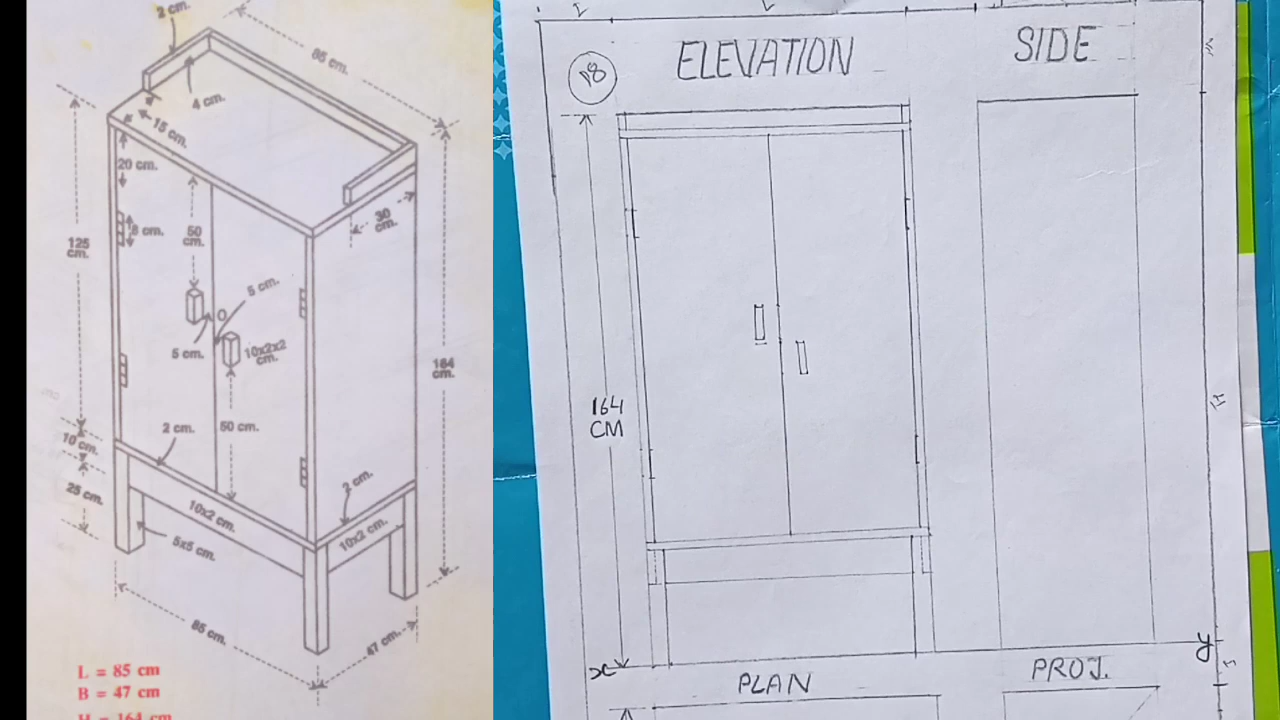 2 cm.
85 cm.
4 cm.
15 cm.
20 cm.
30 cm.
8 cm.
50 cm.
125 cm.
5 cm.
5 cm.
10x2x2 cm.
164 cm.
2 cm.
50 cm.
10 cm.
25 cm.
2 cm.
10x2 cm.
10x2 cm.
5x5 cm.
85 cm.
47 cm.
L = 85 cm
B = 47 cm
H = 164 cm
18
ELEVATION
SIDE
164
CM
x
y
PLAN
PROJ.